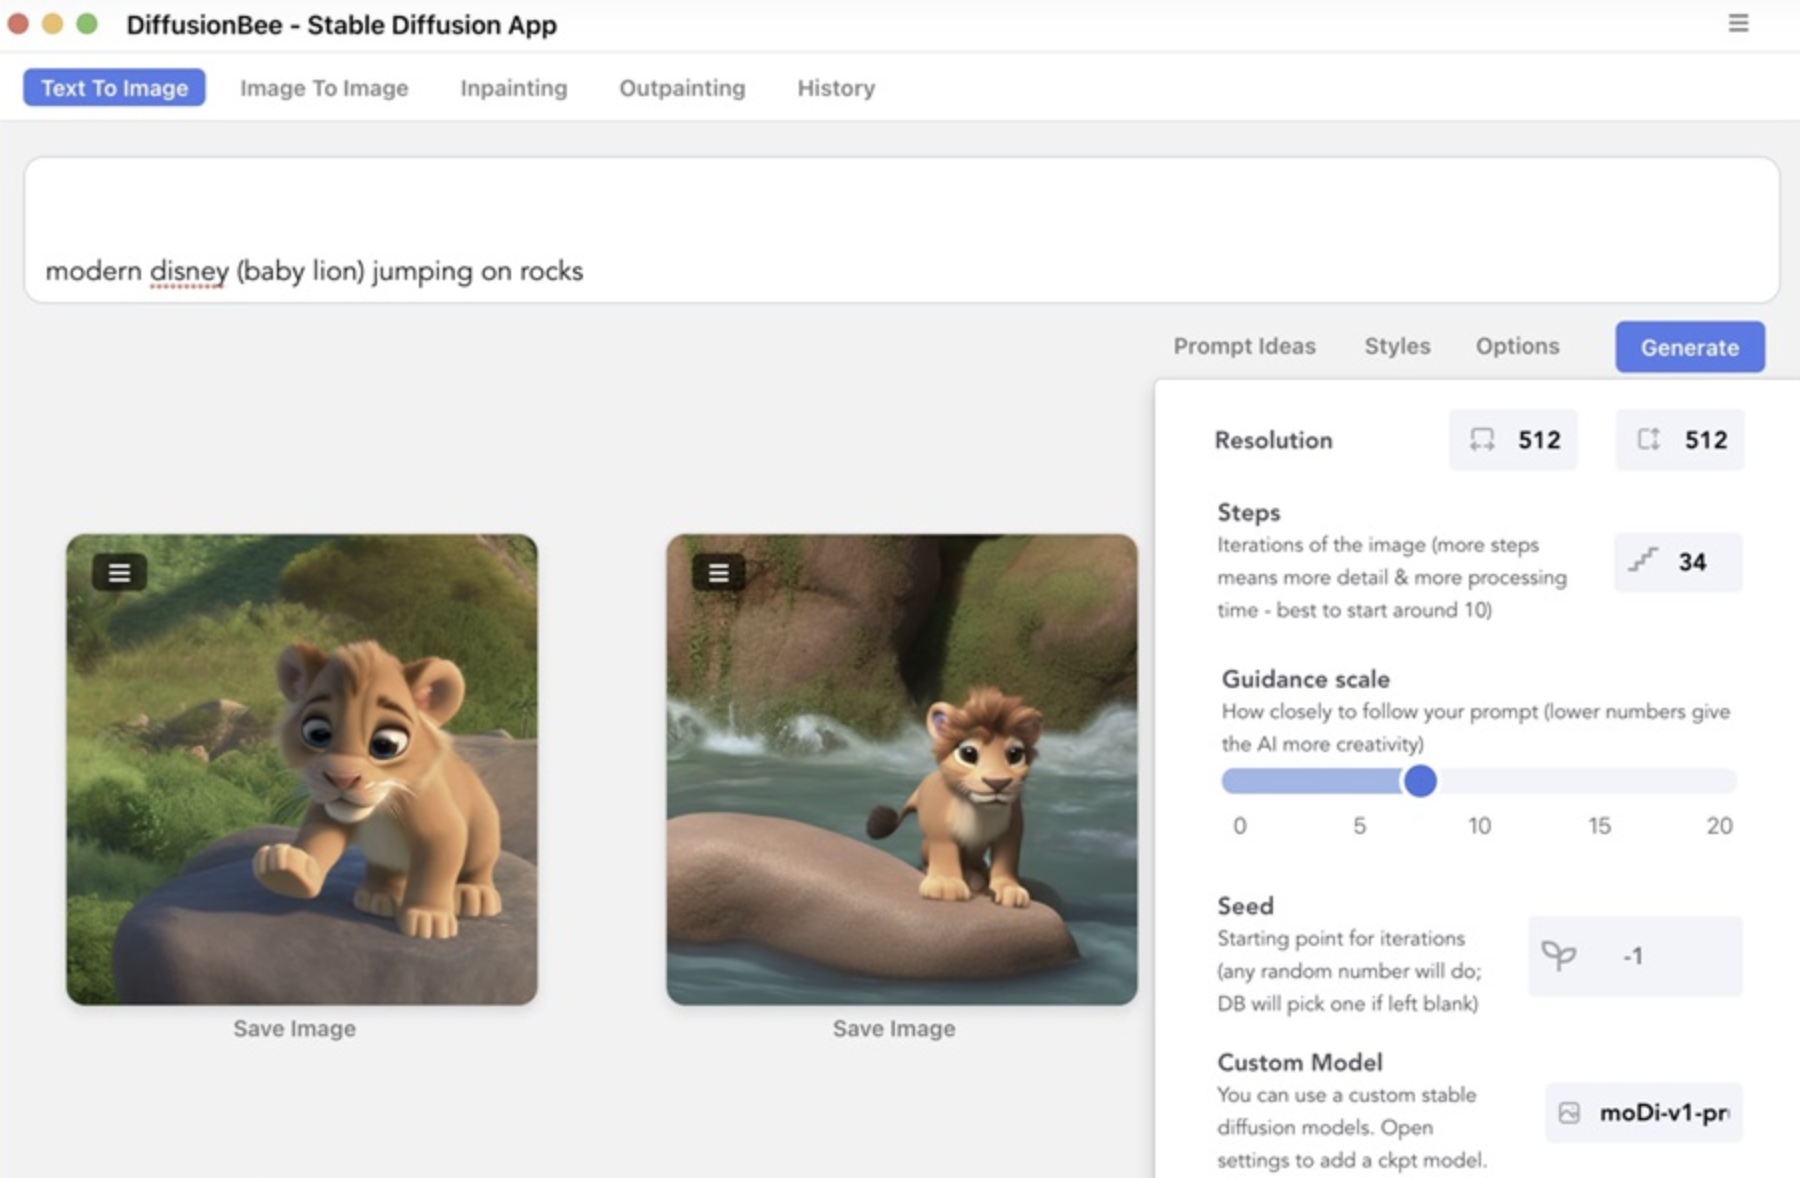 DiffusionBee - Stable Diffusion App
Text To Image Image To Image Inpainting Outpainting History
modern disney (baby lion) jumping on rocks
Prompt Ideas Styles Options Generate
Resolution 512 512
Steps
Iterations of the image (more steps
means more detail & more processing
time - best to start around 10)
34
Guidance scale
How closely to follow your prompt (lower numbers give
the AI more creativity)
0 5 10 15 20
Seed
Starting point for iterations
(any random number will do;
DB will pick one if left blank)
-1
Save Image Save Image
Custom Model
You can use a custom stable
diffusion models. Open
settings to add a ckpt model.
moDi-v1-pr